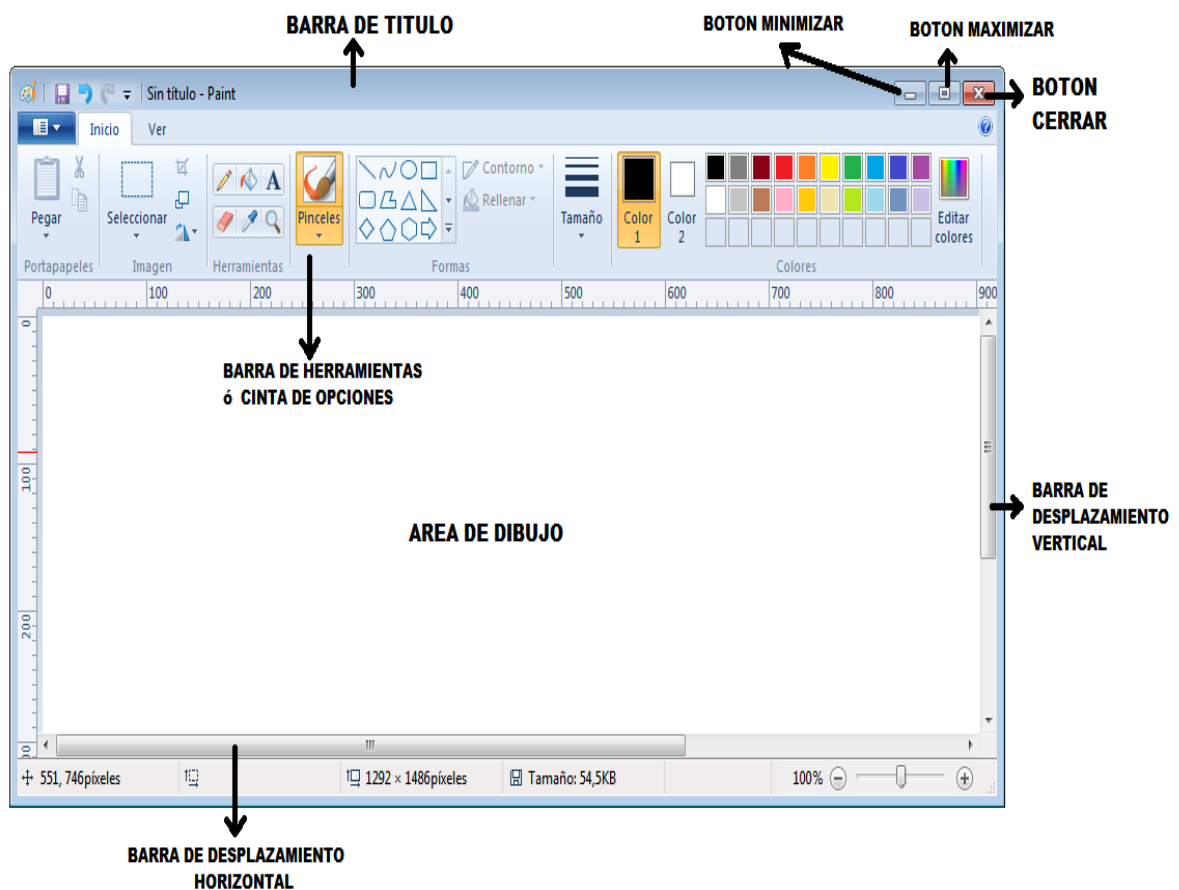 BARRA DE TITULO
BOTON MINIMIZAR
BOTON MAXIMIZAR
Sin título - Paint
BOTON
CERRAR
Inicio Ver
Pegar
Seleccionar
A
Pinceles
Contorno
Rellenar
Tamaño
Color
1
Color
2
Editar
colores
Portapapeles Imagen Herramientas Formas Colores
0 100 200 300 400 500 600 700 800 900
0
100
200
BARRA DE HERRAMIENTAS
ó CINTA DE OPCIONES
AREA DE DIBUJO
BARRA DE
DESPLAZAMIENTO
VERTICAL
551, 746píxeles 1292 × 1486píxeles Tamaño: 54,5KB 100%
BARRA DE DESPLAZAMIENTO
HORIZONTAL